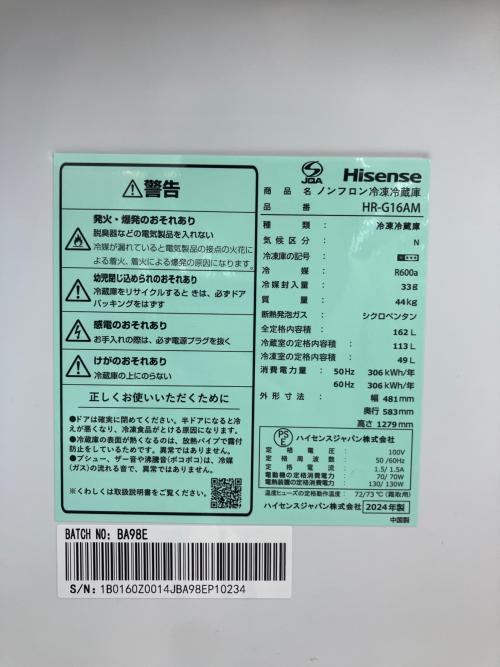 警告
発火・爆発のおそれあり
脱臭器などの電気製品を入れない
冷媒が漏れていると電気製品の接点の火花に
よる着火、着火による爆発の原因になります。
幼児閉じ込められのおそれあり
冷蔵庫をリサイクルするときは、必ずドア
パッキングをはずす
感電のおそれあり
お手入れの際は、必ず電源プラグを抜く
けがのおそれあり
冷蔵庫の上にのらない
正しくお使いいただくために
●ドアは確実に閉めて下さい。半ドアになると冷
えが悪くなり、冷凍食品がとける原因になります。
●冷蔵庫の表面が熱くなるのは、放熱パイプで露付
防止をしているためです。異常ではありません。
●プシュー、ザー音や沸騰音(ポコポコ)は、冷媒
(ガス)の流れる音で、異常ではありません。
※くわしくは取扱説明書をご覧ください。
JQA Hisense
商品名 ノンフロン冷凍冷蔵庫
品番 HR-G16AM
種類 : 冷凍冷蔵庫
気候区分 : N
冷凍庫の記号 :
冷媒 : R600a
冷媒封入量 : 33g
質量 : 44kg
断熱発泡ガス : シクロペンタン
全定格内容積 : 162L
冷蔵室の定格内容積 : 113L
冷凍室の定格内容積 : 49L
消費電力量 : 50Hz 306kWh/年
60Hz 306kWh/年
外形寸法 : 幅 481mm
奥行 583mm
高さ 1279mm
PSE ハイセンスジャパン株式会社
定格電圧 : 100V
定格周波数 : 50/60Hz
定格電流 : 1.5/1.5A
電動機の定格消費電力 : 70/70W
電熱装置の定格消費電力 : 130/130W
温度ヒューズの定格動作温度 : 72/73℃(霜取用)
ハイセンスジャパン株式会社 2024年製
中国製
BATCH NO: BA98E
S/N: 1B0160Z0014JBA98EP10234